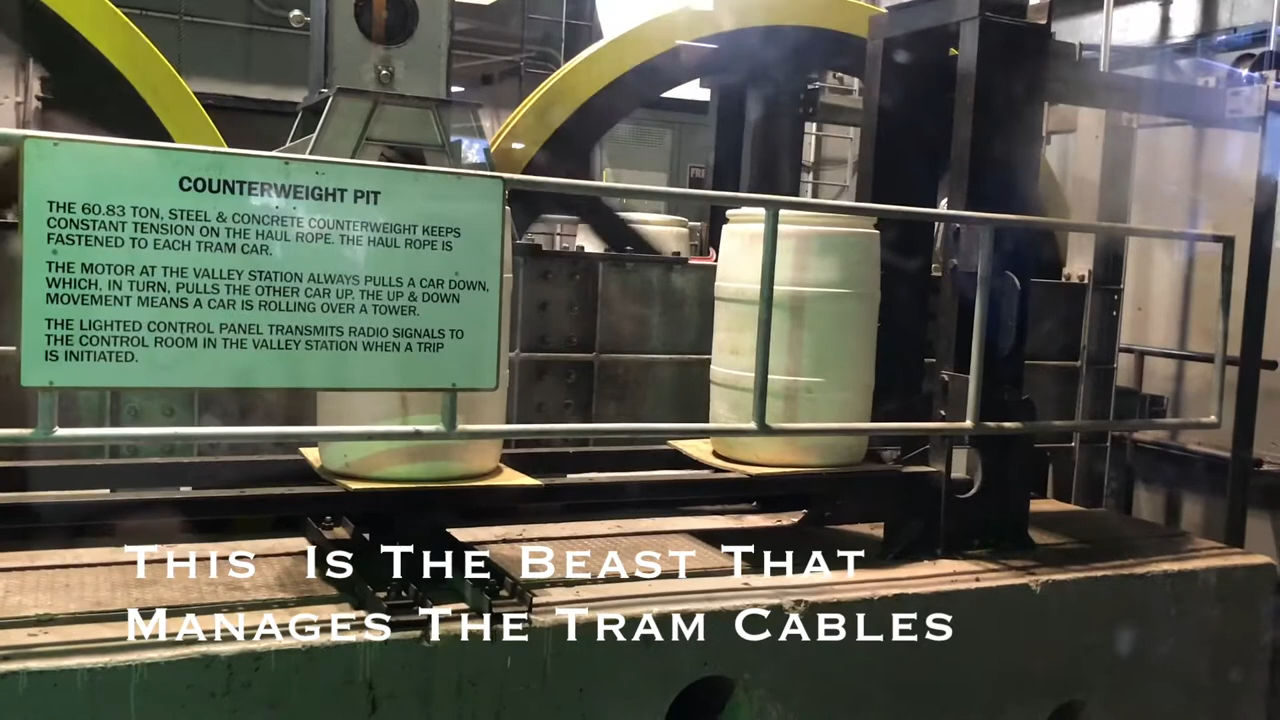 COUNTERWEIGHT PIT
THE 60.83 TON, STEEL & CONCRETE COUNTERWEIGHT KEEPS
CONSTANT TENSION ON THE HAUL ROPE. THE HAUL ROPE IS
FASTENED TO EACH TRAM CAR.
THE MOTOR AT THE VALLEY STATION ALWAYS PULLS A CAR DOWN,
WHICH, IN TURN, PULLS THE OTHER CAR UP. THE UP & DOWN
MOVEMENT MEANS A CAR IS ROLLING OVER A TOWER.
THE LIGHTED CONTROL PANEL TRANSMITS RADIO SIGNALS TO
THE CONTROL ROOM IN THE VALLEY STATION WHEN A TRIP
IS INITIATED.
This Is The Beast That
Manages The Tram Cables